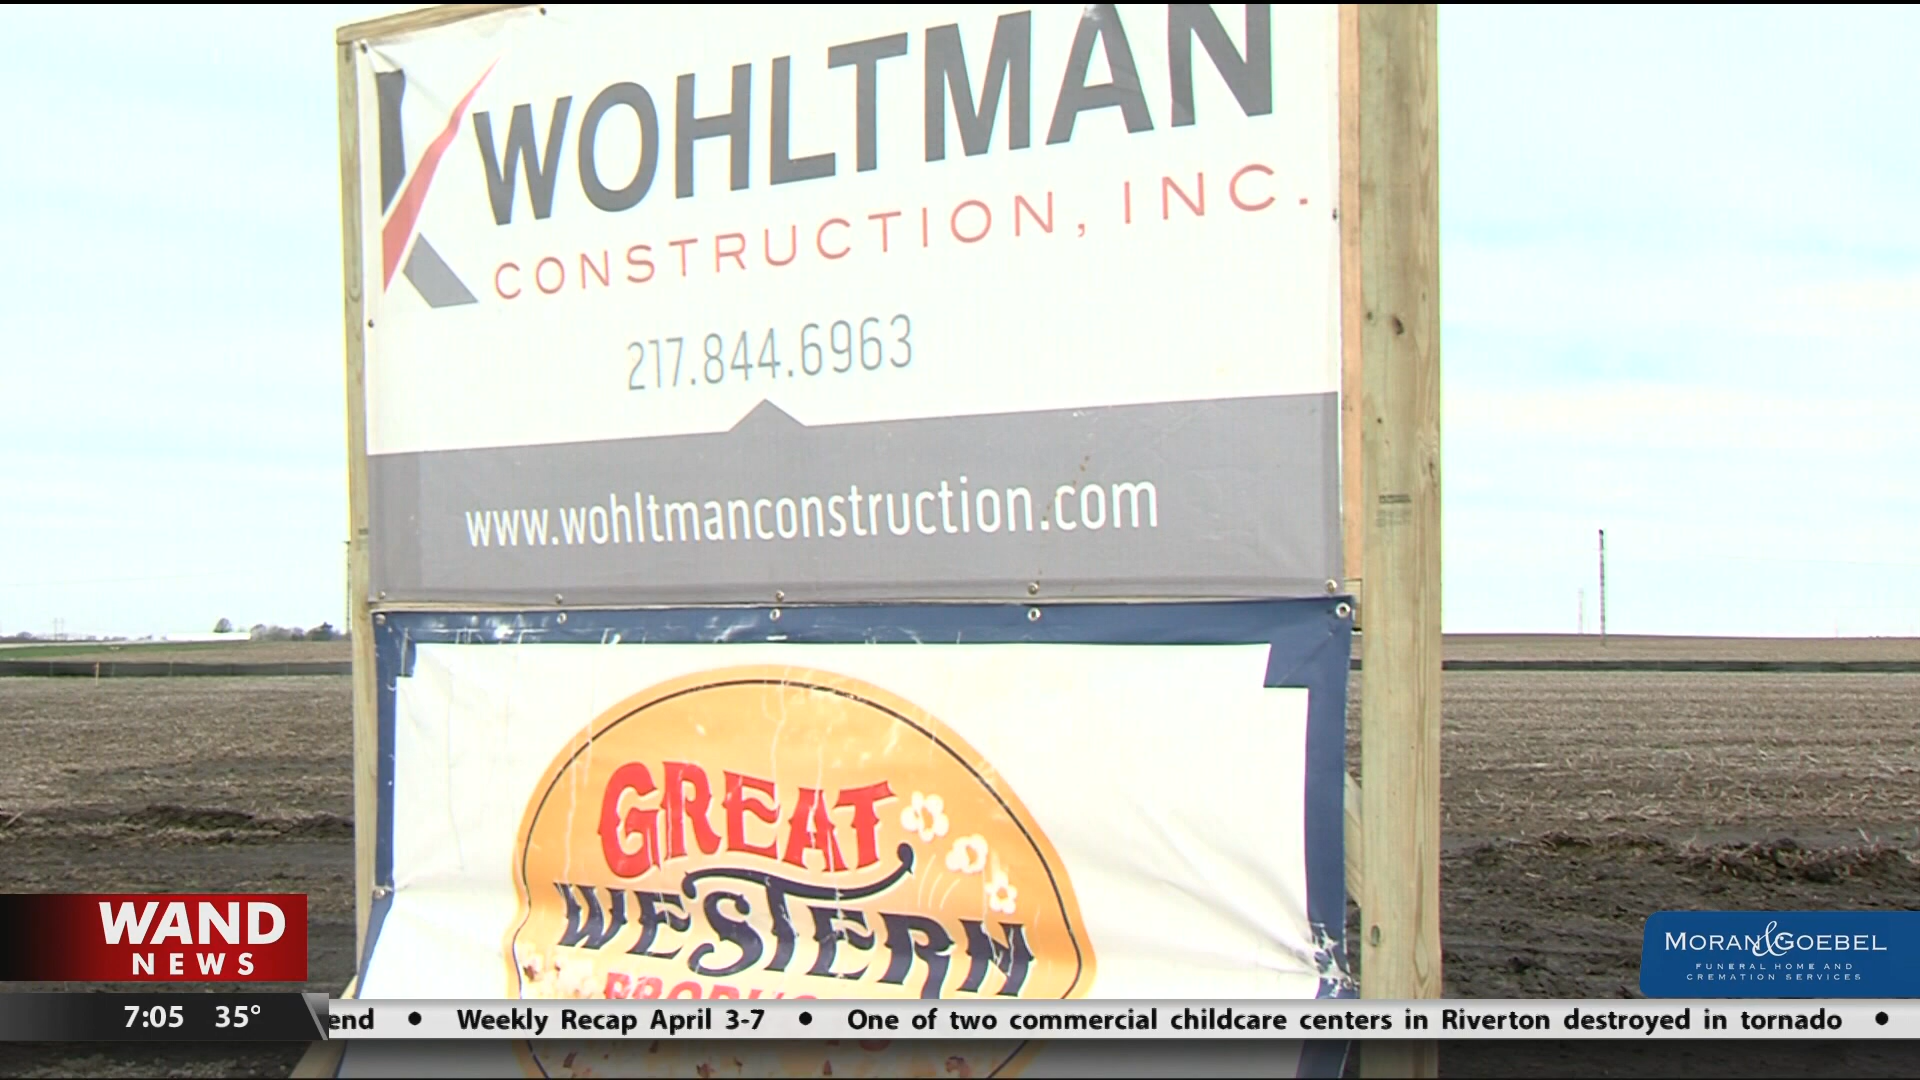 WOHLTMAN
CONSTRUCTION, INC.
217.844.6963
www.wohltmanconstruction.com
GREAT
WESTERN
WAND
NEWS
MORAN & GOEBEL
FUNERAL HOME AND
CREMATION SERVICES
7:05 35° end • Weekly Recap April 3-7 • One of two commercial childcare centers in Riverton destroyed in tornado •